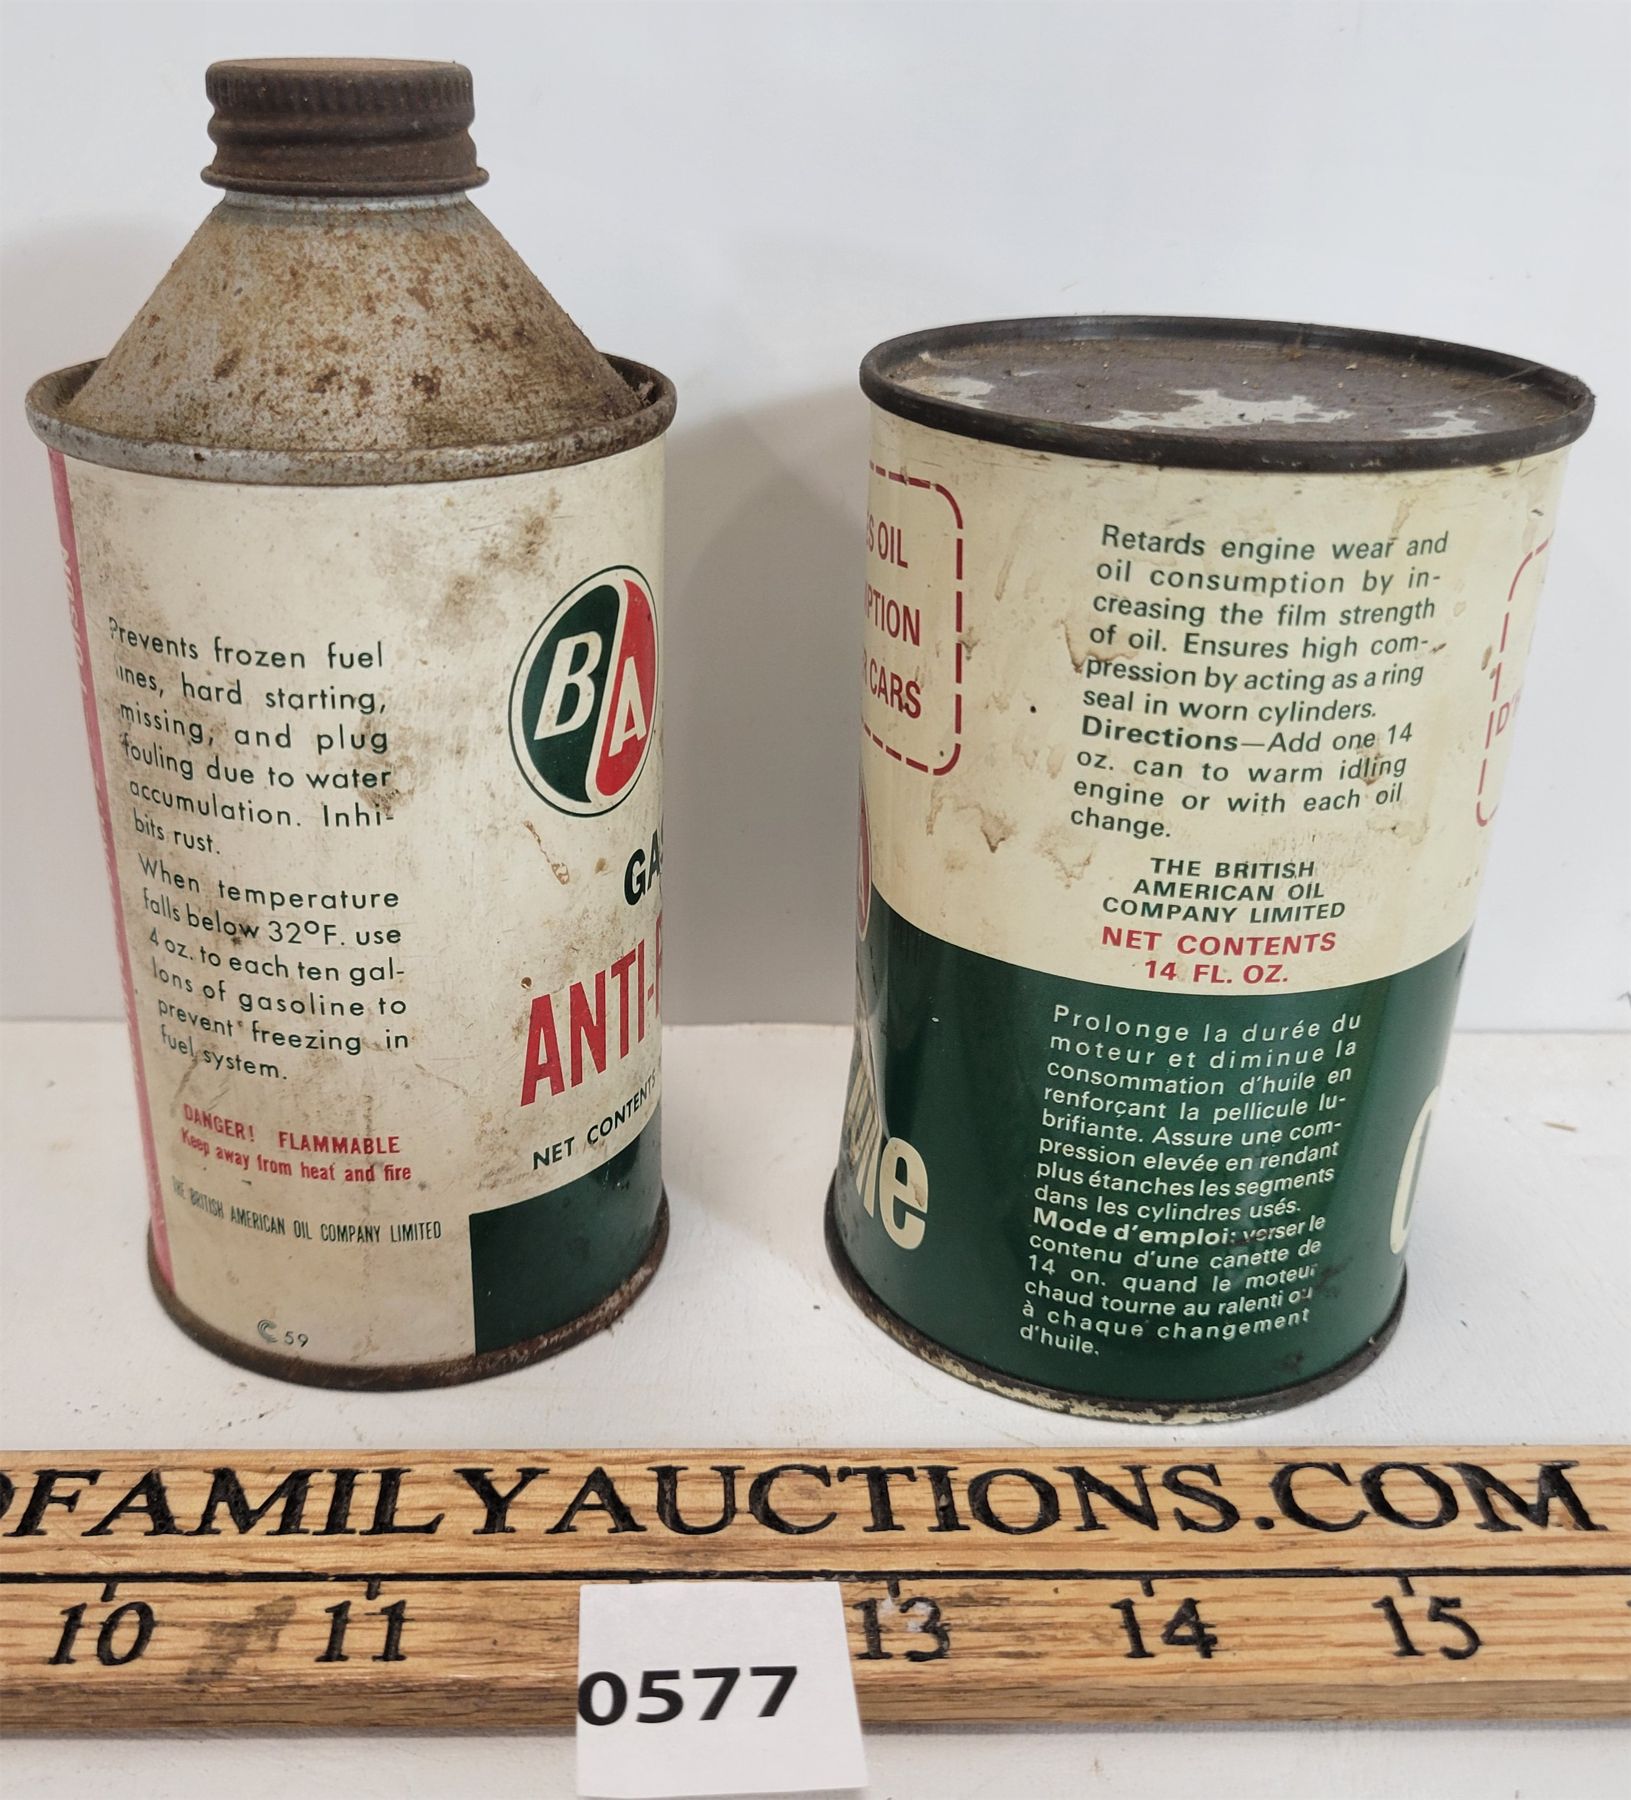 Prevents frozen fuel
lines, hard starting,
missing, and plug
fouling due to water
accumulation. Inhi-
bits rust.
When temperature
falls below 32°F. use
4 oz. to each ten gal-
lons of gasoline to
prevent freezing in
fuel system.
DANGER! FLAMMABLE
Keep away from heat and fire
THE BRITISH AMERICAN OIL COMPANY LIMITED
C 59
BA
GAS
ANTI-
NET CONTENTS
OIL
PTION
CARS
Retards engine wear and
oil consumption by in-
creasing the film strength
of oil. Ensures high com-
pression by acting as a ring
seal in worn cylinders.
Directions—Add one 14
oz. can to warm idling
engine or with each oil
change.
THE BRITISH
AMERICAN OIL
COMPANY LIMITED
NET CONTENTS
14 FL. OZ.
Prolonge la durée du
moteur et diminue la
consommation d'huile en
renforçant la pellicule lu-
brifiante. Assure une com-
pression elevée en rendant
plus étanches les segments
dans les cylindres usés.
Mode d'emploi: verser le
contenu d'une canette de
14 on. quand le moteur
chaud tourne au ralenti ou
à chaque changement
d'huile.
FAMILYAUCTIONS.COM
10 11 13 14 15
0577